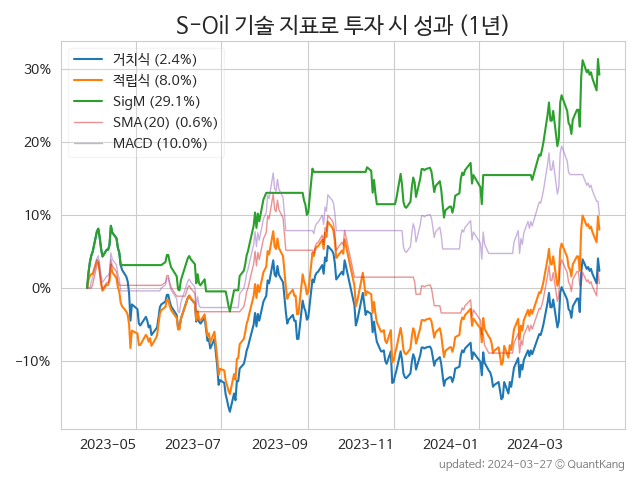 S-Oil 기술 지표로 투자 시 성과 (1년)
거치식 (2.4%)
적립식 (8.0%)
SigM (29.1%)
SMA(20) (0.6%)
MACD (10.0%)
30%
20%
10%
0%
−10%
2023-05 2023-07 2023-09 2023-11 2024-01 2024-03
updated: 2024-03-27 ⓒ QuantKang